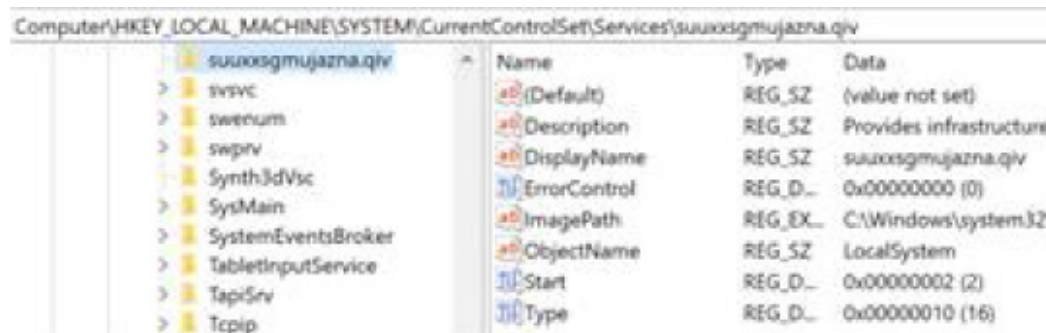 Computer\HKEY_LOCAL_MACHINE\SYSTEM\CurrentControlSet\Services\suuxxsgmujazna.qiv
suuxxsgmujazna.qiv
svsvc
swenum
swprv
Synth3dVsc
SysMain
SystemEventsBroker
TabletInputService
TapiSrv
Tcpip
Name Type Data
(Default) REG_SZ (value not set)
Description REG_SZ Provides infrastructure
DisplayName REG_SZ suuxxsgmujazna.qiv
ErrorControl REG_D... 0x00000000 (0)
ImagePath REG_EX... C:\Windows\system32
ObjectName REG_SZ LocalSystem
Start REG_D... 0x00000002 (2)
Type REG_D... 0x00000010 (16)